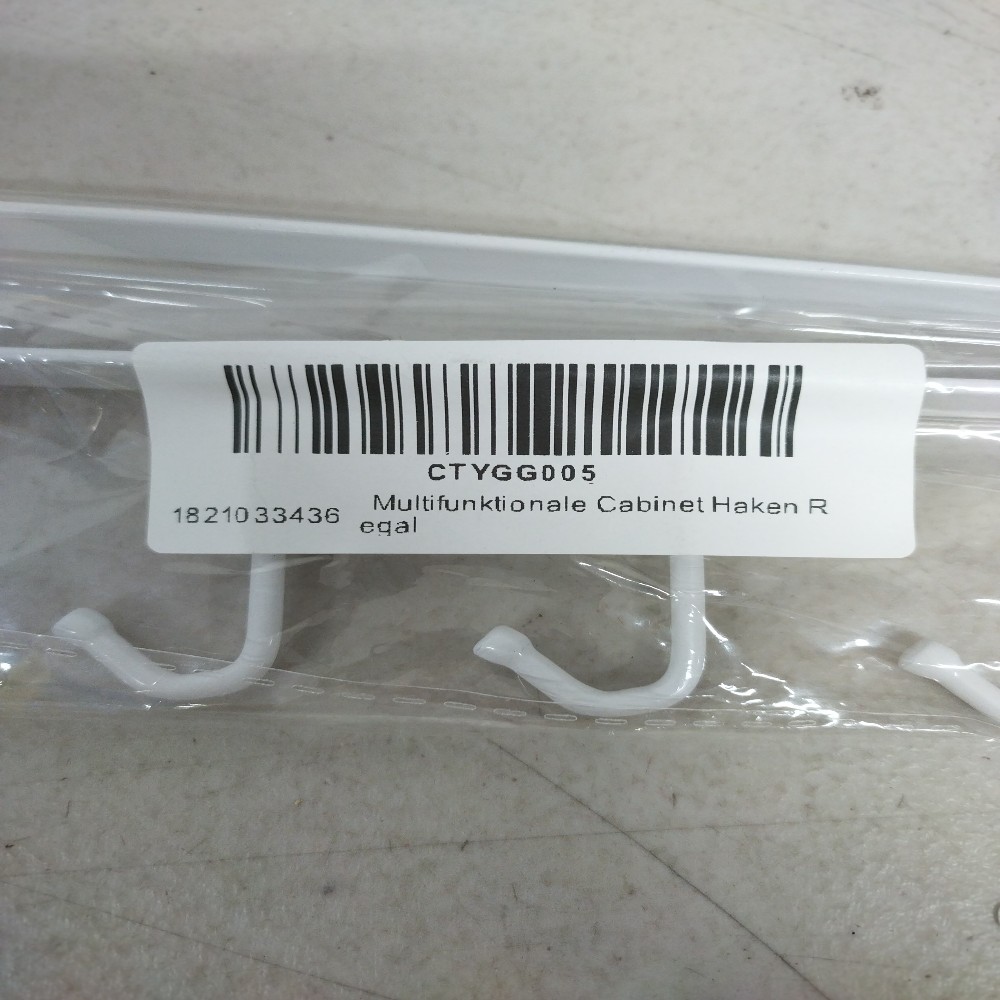 CTYGG005
1821033436 Multifunktionale Cabinet Haken R
egal